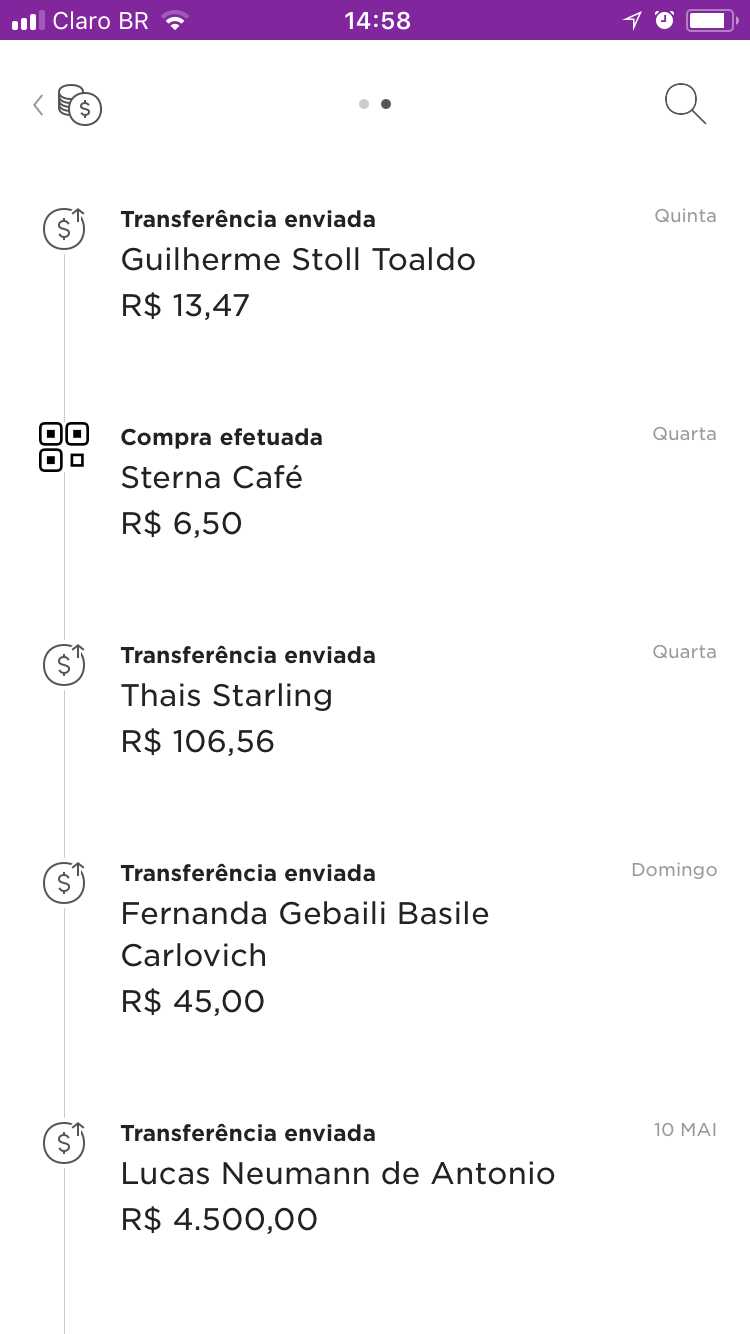 Claro BR 14:58
Transferência enviada Quinta
Guilherme Stoll Toaldo
R$ 13,47
Compra efetuada Quarta
Sterna Café
R$ 6,50
Transferência enviada Quarta
Thais Starling
R$ 106,56
Transferência enviada Domingo
Fernanda Gebaili Basile
Carlovich
R$ 45,00
Transferência enviada 10 MAI
Lucas Neumann de Antonio
R$ 4.500,00